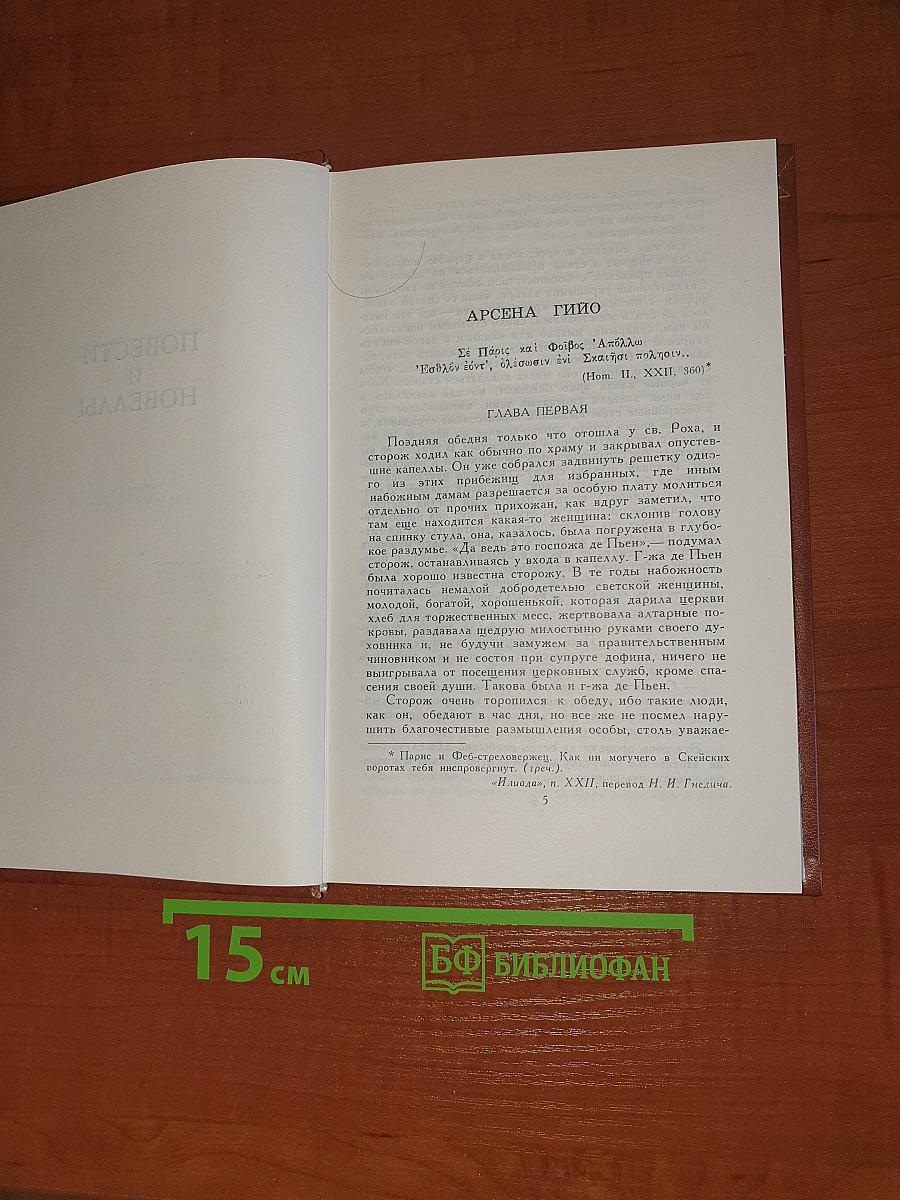 АРСЕНА ГИЙО
Σέ Πάρις καί Φοῖβος Ἀπόλλω
Ἐσθλὸν ἐόντ', ὀλέσωσιν ἐνὶ Σκαιῇσι πολῃσιν..
(Hom. Il., XXII, 360)*
ГЛАВА ПЕРВАЯ
Поздняя обедня только что отошла у св. Роха, и
сторож ходил как обычно по храму и закрывал опустев-
шие капеллы. Он уже собрался задвинуть решетку одно-
го из этих прибежищ для избранных, где иным
набожным дамам разрешается за особую плату молиться
отдельно от прочих прихожан, как вдруг заметил, что
там еще находится какая-то женщина; склонив голову
на спинку стула, она, казалось, была погружена в глубо-
кое раздумье. «Да ведь это госпожа де Пьен»,— подумал
сторож, останавливаясь у входа в капеллу. Г-жа де Пьен
была хорошо известна сторожу. В те годы набожность
почиталась немалой добродетелью светской женщины,
молодой, богатой, хорошенькой, которая дарила церкви
хлеб для торжественных месс, жертвовала алтарные по-
кровы, раздавала щедрую милостыню руками своего ду-
ховника и, не будучи замужем за правительственным
чиновником и не состоя при супруге дофина, ничего не
выигрывала от посещения церковных служб, кроме спа-
сения своей души. Такова была и г-жа де Пьен.
Сторож очень торопился к обеду, ибо такие люди,
как он, обедают в час дня, но все же не посмел нару-
шить благочестивые размышления особы, столь уважае-
* Парис и Феб-стреловержец. Как ни могучего в Скейских
воротах тебя ниспровергнут. (греч.).
«Илиада», п. XXII, перевод Н. И. Гнедича.
5
ПОВЕСТИ
И
НОВЕЛЛЫ
15 см
БФ БИБЛИОФАН